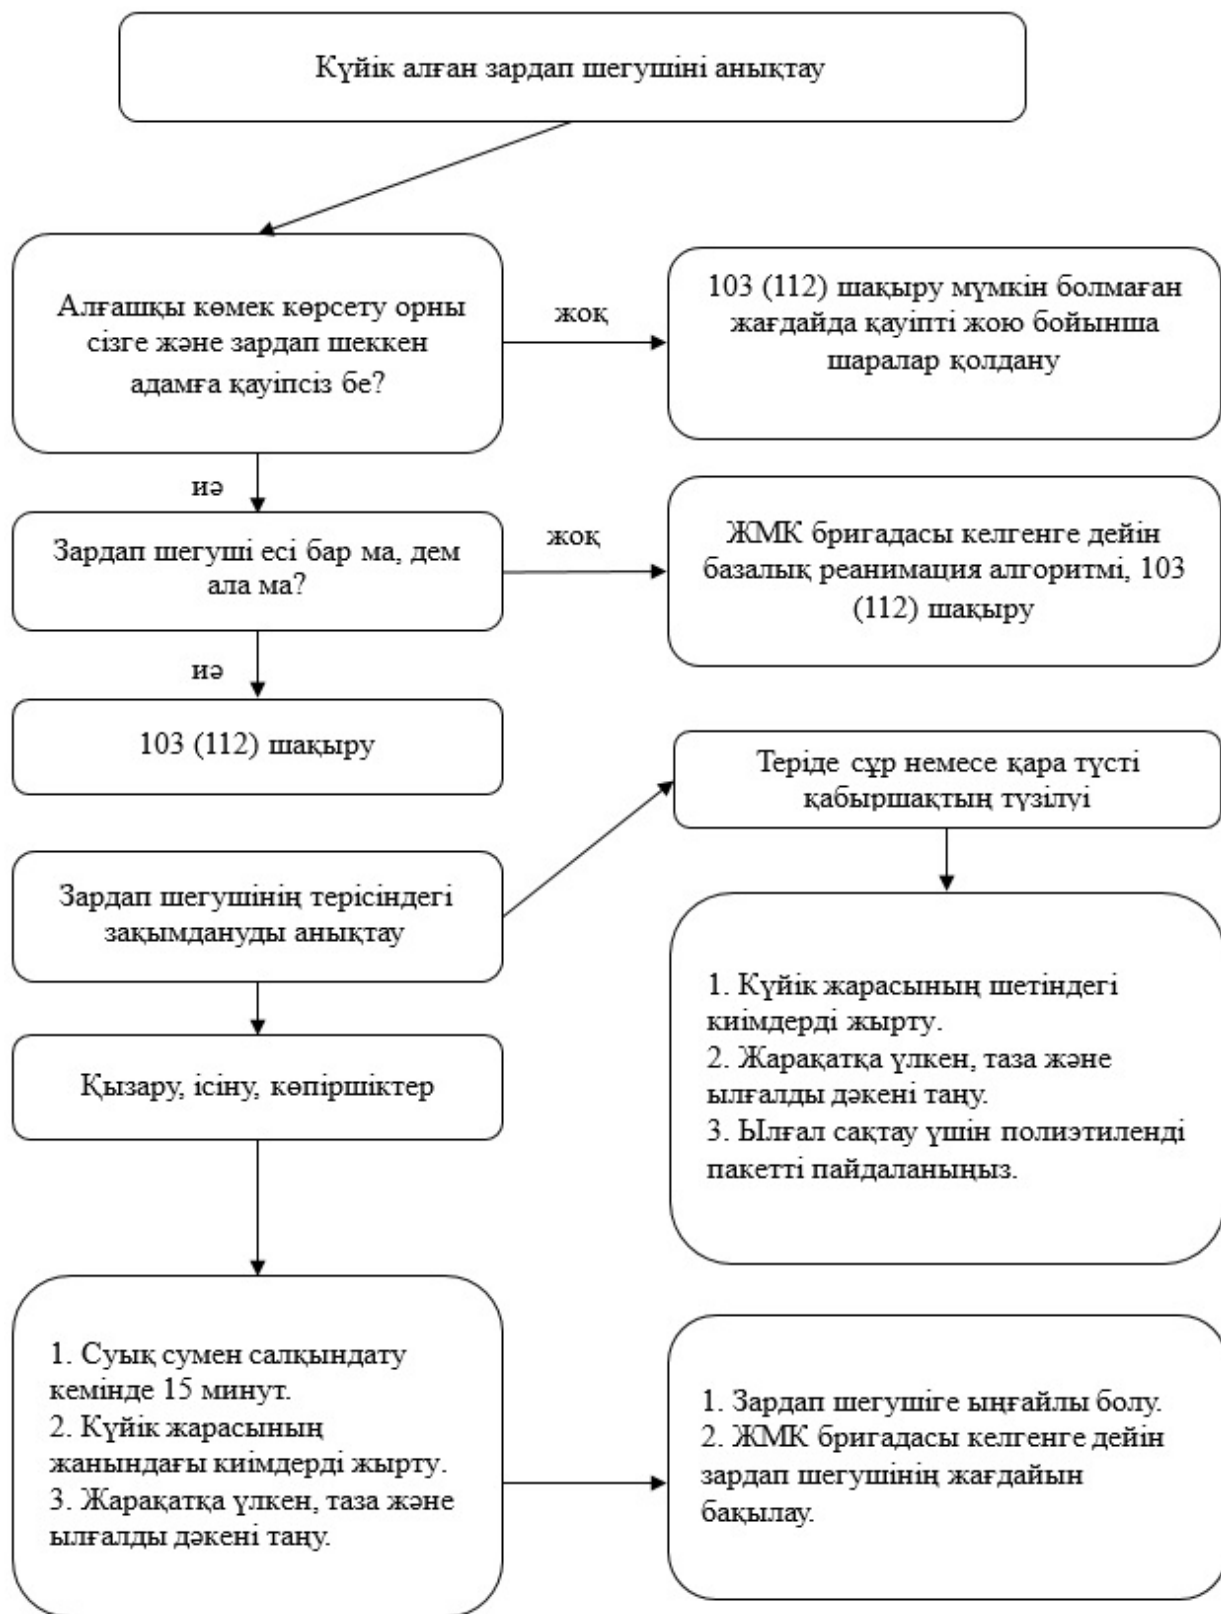 Күйік алған зардап шегушіні анықтау
Алғашқы көмек көрсету орны
сізге және зардап шеккен
адамға қауіпсіз бе?
жоқ
103 (112) шақыру мүмкін болмаған
жағдайда қауіпті жою бойынша
шаралар қолдану
иә
Зардап шегуші есі бар ма, дем
ала ма?
жоқ
ЖМК бригадасы келгенге дейін
базалық реанимация алгоритмі, 103
(112) шақыру
иә
103 (112) шақыру
Теріде сұр немесе қара түсті
қабыршақтың түзілуі
Зардап шегушінің терісіндегі
зақымдануды анықтау
1. Күйік жарасының шетіндегі
киімдерді жырту.
2. Жарақатқа үлкен, таза және
ылғалды дәкені таңу.
3. Ылғал сақтау үшін полиэтиленді
пакетті пайдаланыңыз.
Қызару, ісіну, көпіршіктер
1. Суық сумен салқындату
кемінде 15 минут.
2. Күйік жарасының
жанындағы киімдерді жырту.
3. Жарақатқа үлкен, таза және
ылғалды дәкені таңу.
1. Зардап шегушіге ыңғайлы болу.
2. ЖМК бригадасы келгенге дейін
зардап шегушінің жағдайын
бақылау.